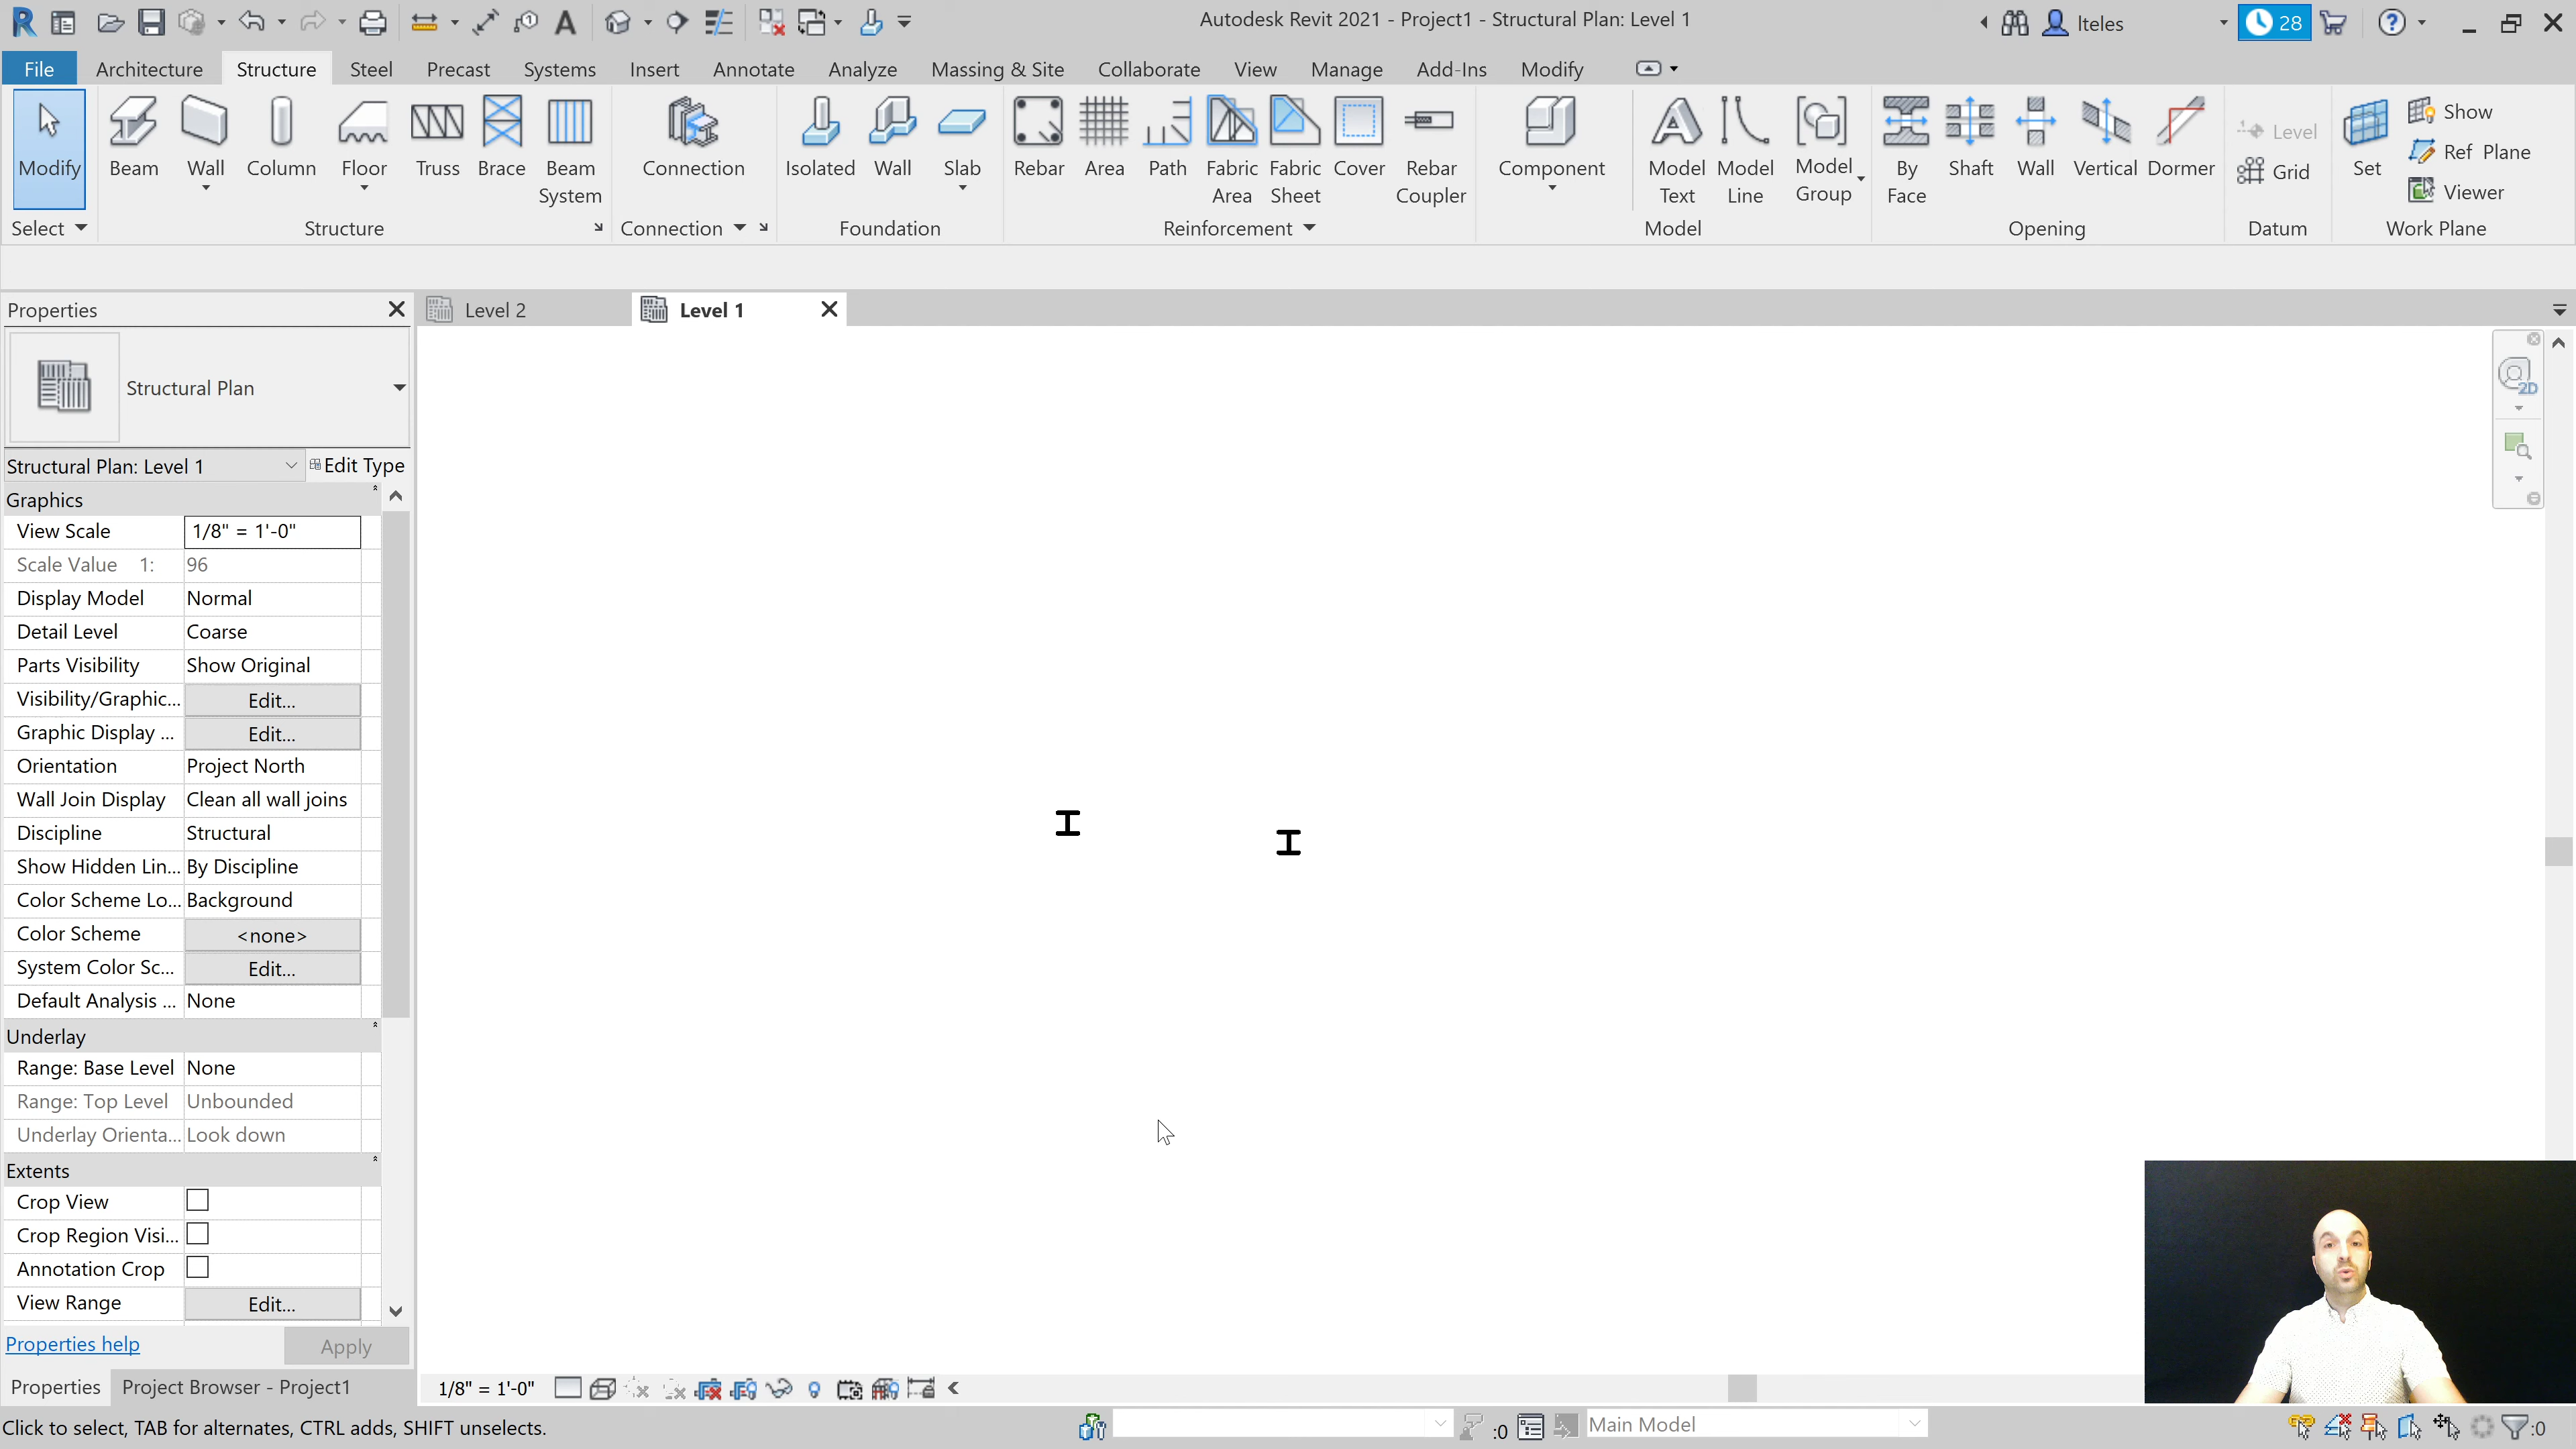 Autodesk Revit 2021 - Project1 - Structural Plan: Level 1
lteles
28
File Architecture Structure Steel Precast Systems Insert Annotate Analyze Massing & Site Collaborate View Manage Add-Ins Modify
Modify
Beam Wall Column Floor Truss Brace Beam System
Connection
Isolated Wall Slab
Rebar Area Path Fabric Area Fabric Sheet Cover Rebar Coupler
Component
Model Text Model Line Model Group
By Face Shaft Wall Vertical Dormer
Level
Grid
Set
Show
Ref Plane
Viewer
Select Structure Connection Foundation Reinforcement Model Opening Datum Work Plane
Properties
Level 2
Level 1
2D
Structural Plan
Structural Plan: Level 1 Edit Type
Graphics
View Scale 1/8" = 1'-0"
Scale Value 1: 96
Display Model Normal
Detail Level Coarse
Parts Visibility Show Original
Visibility/Graphic... Edit...
Graphic Display ... Edit...
Orientation Project North
Wall Join Display Clean all wall joins
Discipline Structural
Show Hidden Lin... By Discipline
Color Scheme Lo... Background
Color Scheme <none>
System Color Sc... Edit...
Default Analysis ... None
Underlay
Range: Base Level None
Range: Top Level Unbounded
Underlay Orienta... Look down
Extents
Crop View
Crop Region Visi...
Annotation Crop
View Range Edit...
Properties help Apply
Properties Project Browser - Project1
1/8" = 1'-0"
Click to select, TAB for alternates, CTRL adds, SHIFT unselects.
:0
Main Model
:0